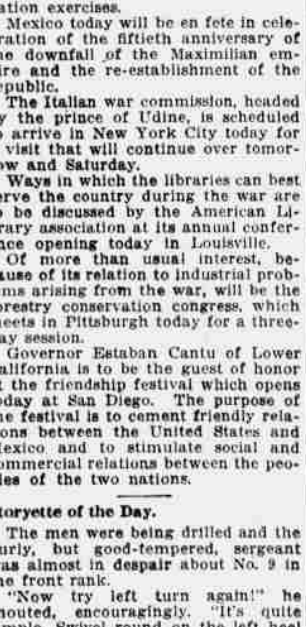 ation exercises.
Mexico today will be en fete in cele-
ration of the fiftieth anniversary of
he downfall of the Maximilian em-
ire and the re-establishment of the
epublic.
The Italian war commission, headed
y the prince of Udine, is scheduled
o arrive in New York City today for
visit that will continue over tomor-
ow and Saturday.
Ways in which the libraries can best
erve the country during the war are
o be discussed by the American Li-
rary association at its annual confer-
nce opening today in Louisville.
Of more than usual interest, be-
ause of its relation to industrial prob-
ems arising from the war, will be the
orestry conservation congress, which
eets in Pittsburgh today for a three-
ay session.
Governor Estaban Cantu of Lower
alifornia is to be the guest of honor
t the friendship festival which opens
oday at San Diego. The purpose of
he festival is to cement friendly rela-
ions between the United States and
exico and to stimulate social and
ommercial relations between the peo-
les of the two nations.
toryette of the Day.
The men were being drilled and the
urly, but good-tempered, sergeant
as almost in despair about No. 9 in
he front rank.
"Now try left turn again!" he
houted, encouragingly. "It's quite
imple. Swivel round on the left heel